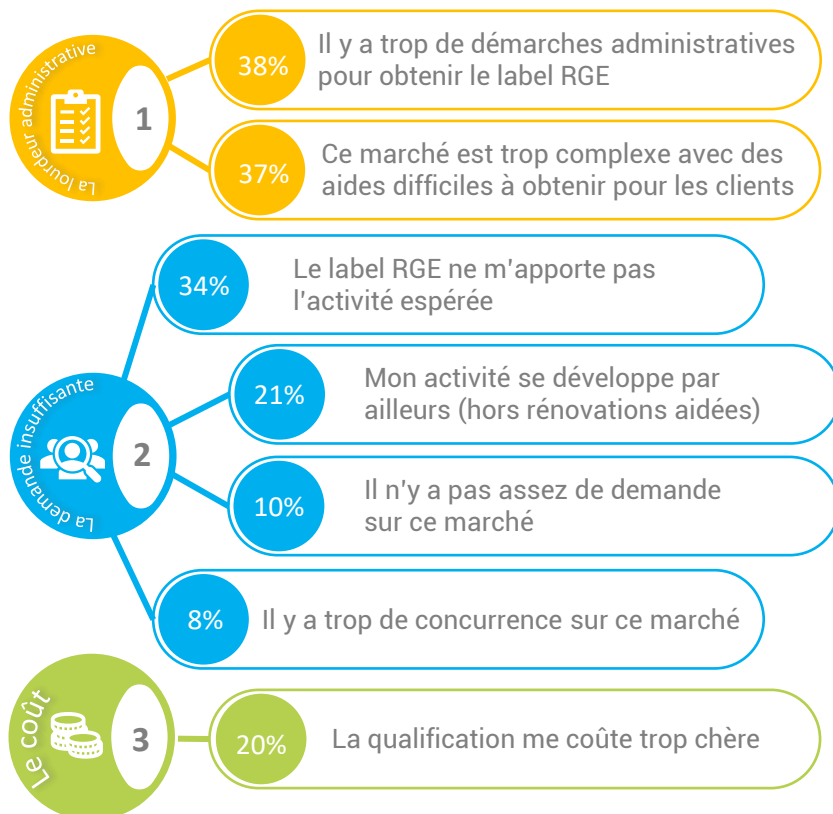 La lourdeur administrative
1
38%
Il y a trop de démarches administratives
pour obtenir le label RGE
37%
Ce marché est trop complexe avec des
aides difficiles à obtenir pour les clients
La demande insuffisante
2
34%
Le label RGE ne m'apporte pas
l'activité espérée
21%
Mon activité se développe par
ailleurs (hors rénovations aidées)
10%
Il n'y a pas assez de demande
sur ce marché
8%
Il y a trop de concurrence sur ce marché
Le coût
3
20%
La qualification me coûte trop chère